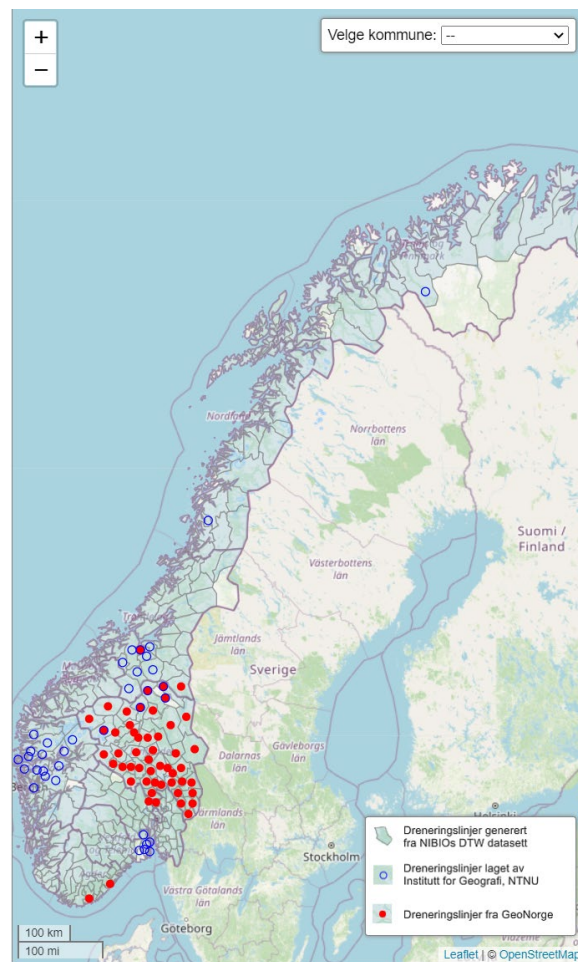 +
Velge kommune: --
−
Nordland
Norrbottens
län
Suomi /
Finland
Västerbottens
län
Jämtlands
län
Sverige
Gävleborgs
län
Dalarnas
län
Värmlands
län
Helsinki
Stockholm
Västra Götalands
län
Göteborg
Dreneringslinjer generert
fra NIBIOs DTW datasett
Dreneringslinjer laget av
Institutt for Geografi, NTNU
Dreneringslinjer fra GeoNorge
100 km
100 mi
Leaflet | © OpenStreetMap